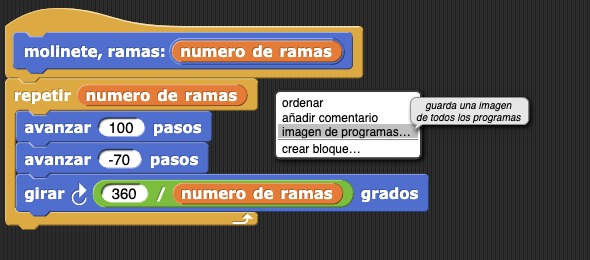 molinete, ramas: numero de ramas
repetir numero de ramas
avanzar 100 pasos
avanzar -70 pasos
girar 360 / numero de ramas grados
ordenar
añadir comentario
imagen de programas...
crear bloque...
guarda una imagen
de todos los programas